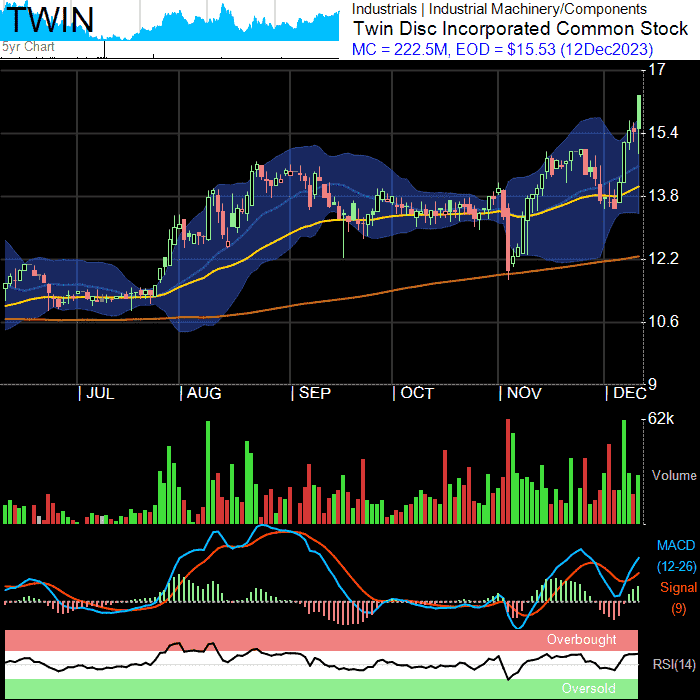 TWIN
5yr Chart
Industrials | Industrial Machinery/Components
Twin Disc Incorporated Common Stock
MC = 222.5M, EOD = $15.53 (12Dec2023)
17
15.4
13.8
12.2
10.6
9
| JUL | AUG | SEP | OCT | NOV | DEC
62k
Volume
MACD
(12-26)
Signal
(9)
Overbought
RSI(14)
Oversold